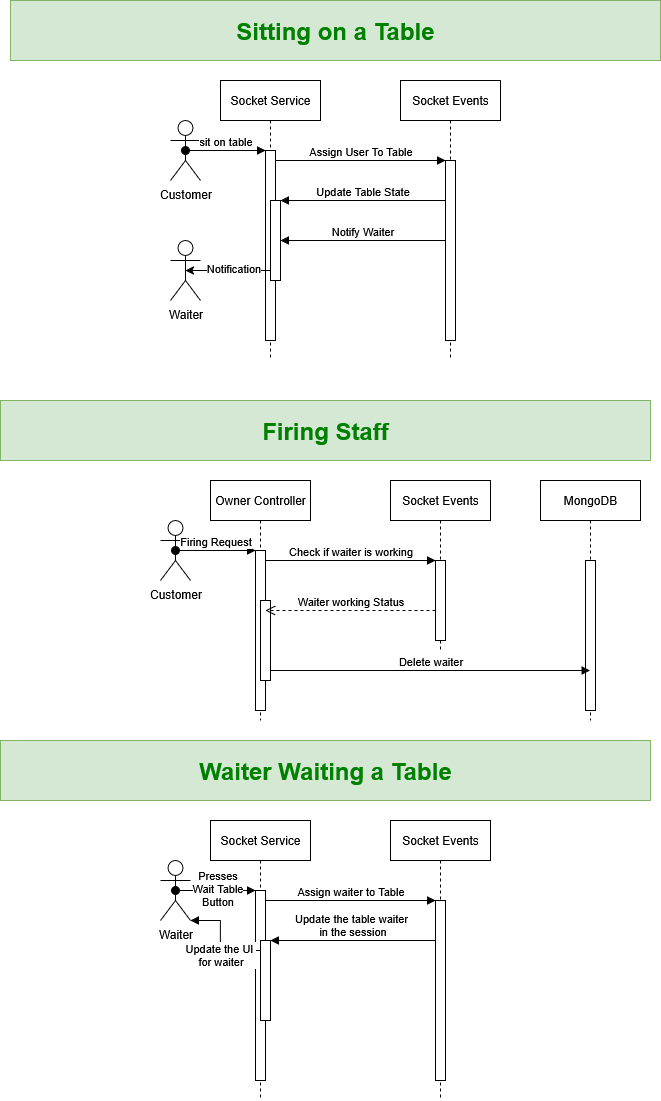 Sitting on a Table
Socket Service
Socket Events
sit on table
Assign User To Table
Customer
Update Table State
Notify Waiter
Notification
Waiter
Firing Staff
Owner Controller
Socket Events
MongoDB
Firing Request
Check if waiter is working
Customer
Waiter working Status
Delete waiter
Waiter Waiting a Table
Socket Service
Socket Events
Presses
Wait Table
Button
Assign waiter to Table
Waiter
Update the table waiter
in the session
Update the UI
for waiter